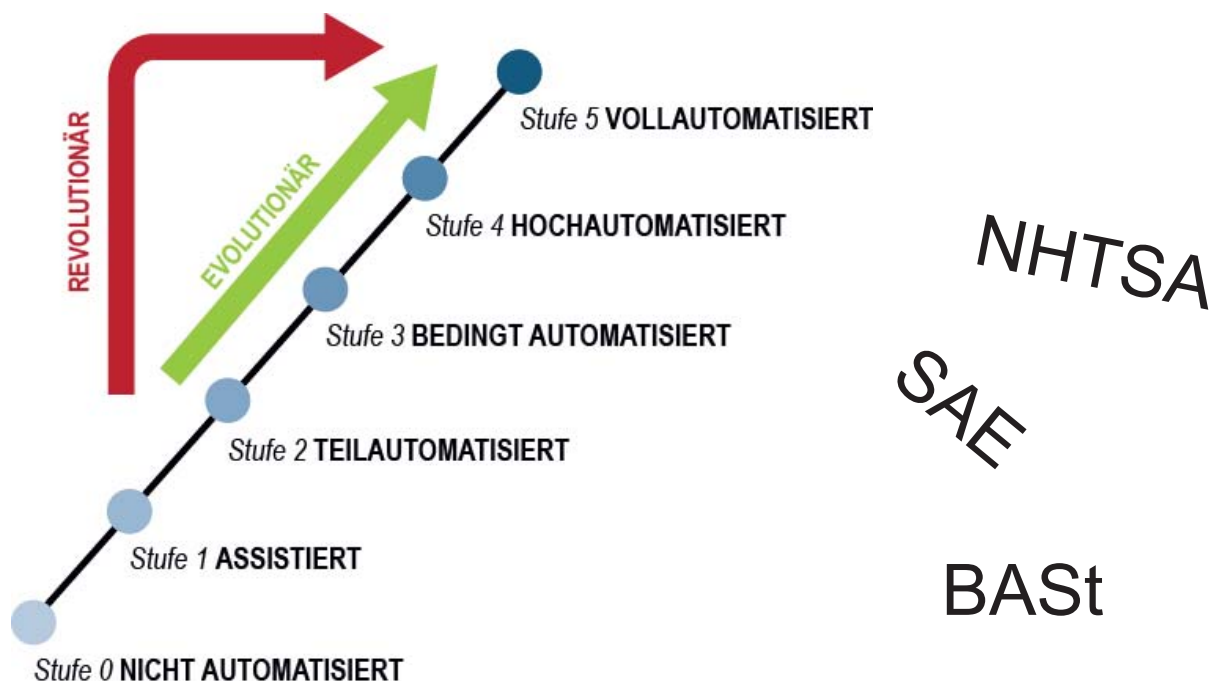 REVOLUTIONÄR
EVOLUTIONÄR
Stufe 5 VOLLAUTOMATISIERT
Stufe 4 HOCHAUTOMATISIERT
Stufe 3 BEDINGT AUTOMATISIERT
Stufe 2 TEILAUTOMATISIERT
Stufe 1 ASSISTIERT
Stufe 0 NICHT AUTOMATISIERT
NHTSA
SAE
BASt